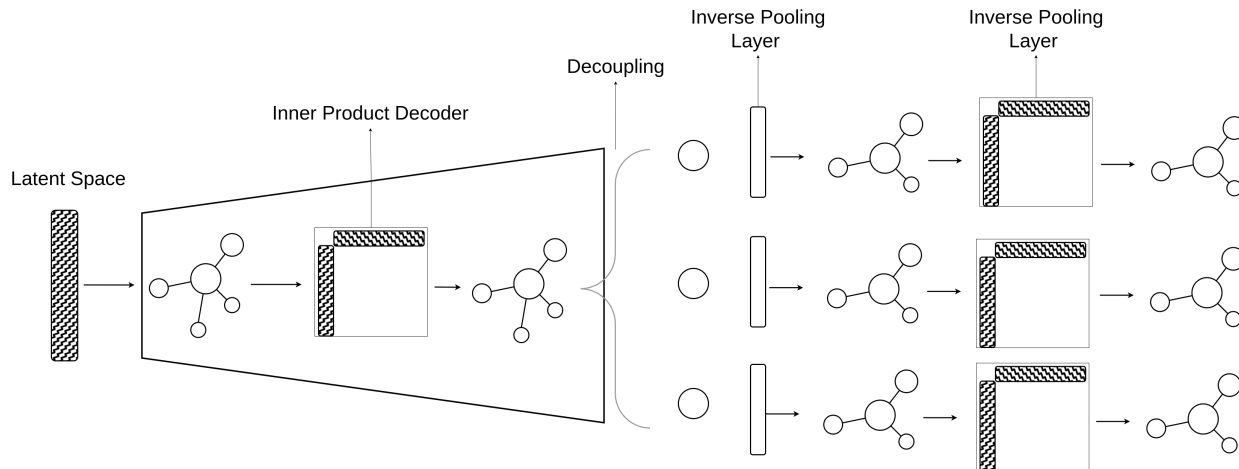 Inverse Pooling
Layer
Inverse Pooling
Layer
Decoupling
Inner Product Decoder
Latent Space